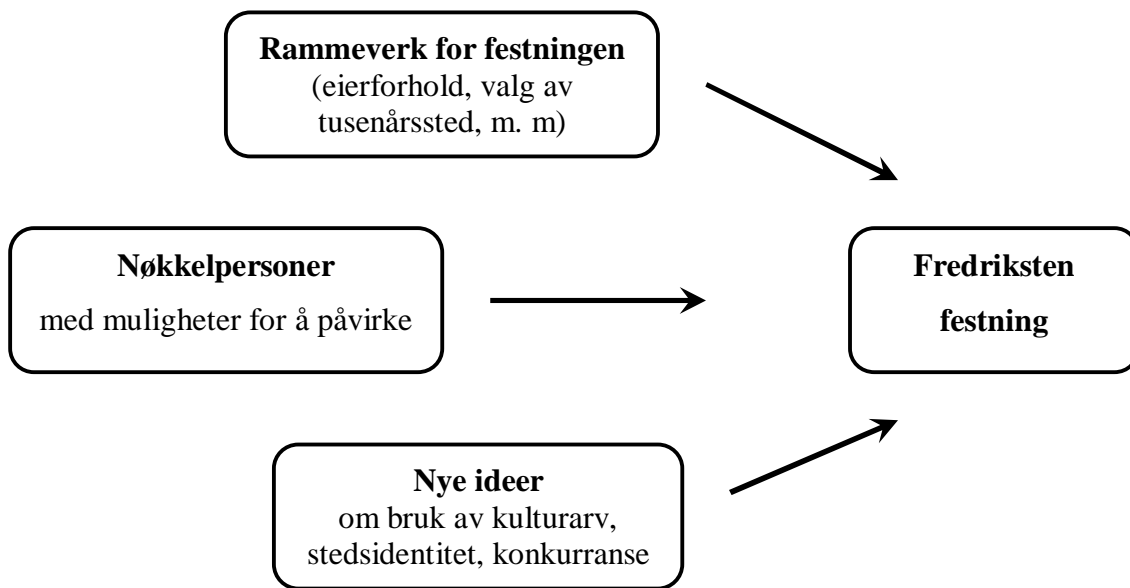 Rammeverk for festningen
(eierforhold, valg av
tusenårssted, m. m)
Nøkkelpersoner
med muligheter for å påvirke
Fredriksten
festning
Nye ideer
om bruk av kulturarv,
stedsidentitet, konkurranse